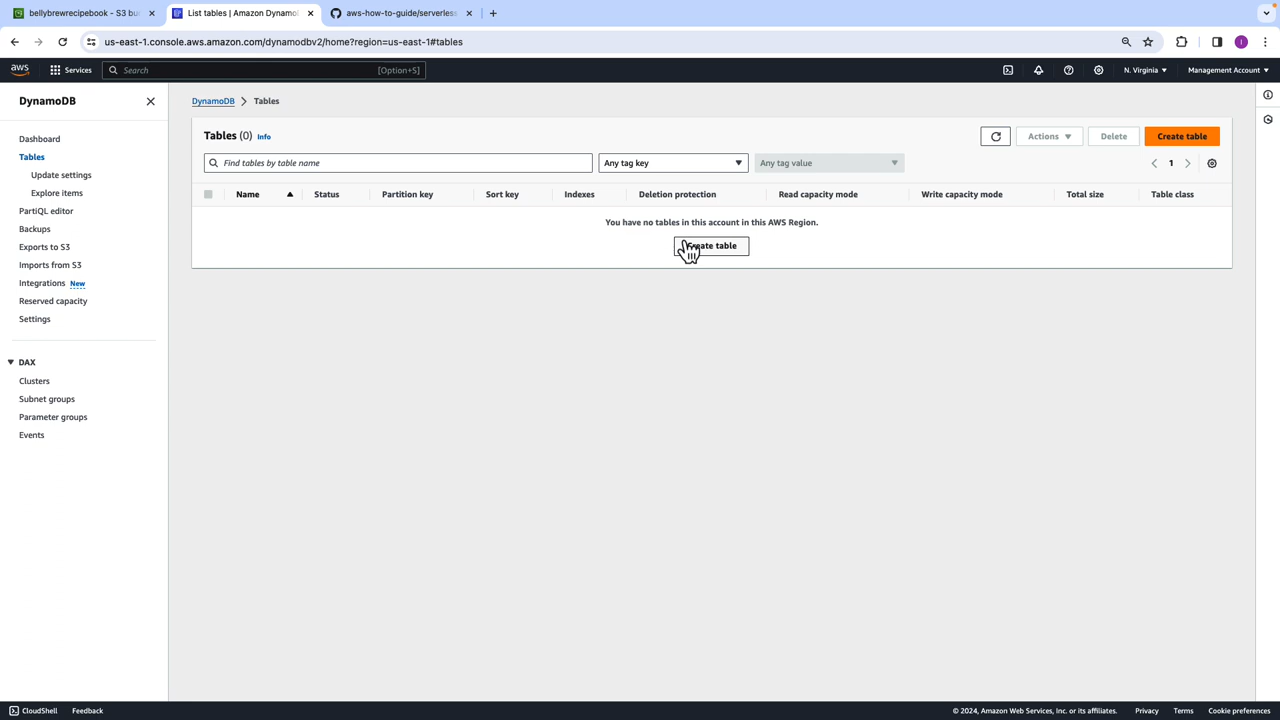 bellybrewrecipebook - S3 bu
List tables | Amazon Dynamo
aws-how-to-guide/serverless
us-east-1.console.aws.amazon.com/dynamodbv2/home?region=us-east-1#tables
aws
Services
Search
[Option+S]
N. Virginia
Management Account
DynamoDB
DynamoDB
Tables
Dashboard
Tables
Update settings
Explore items
PartiQL editor
Backups
Exports to S3
Imports from S3
Integrations New
Reserved capacity
Settings
DAX
Clusters
Subnet groups
Parameter groups
Events
Tables (0) Info
Actions
Delete
Create table
Find tables by table name
Any tag key
Any tag value
1
Name
Status
Partition key
Sort key
Indexes
Deletion protection
Read capacity mode
Write capacity mode
Total size
Table class
You have no tables in this account in this AWS Region.
eate table
CloudShell
Feedback
© 2024, Amazon Web Services, Inc. or its affiliates.
Privacy
Terms
Cookie preferences